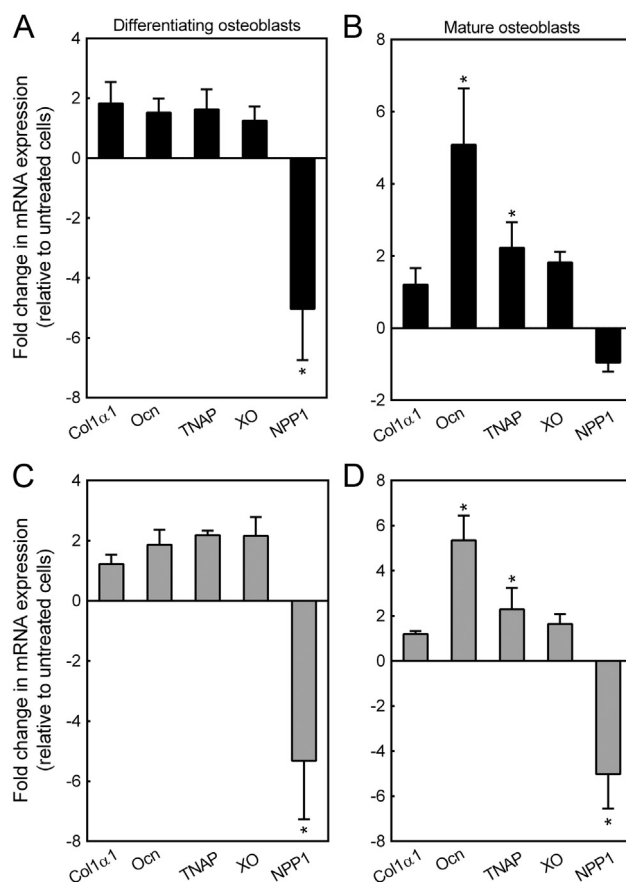 A
Differentiating osteoblasts
B
Mature osteoblasts
Fold change in mRNA expression
(relative to untreated cells)
4
2
0
-2
-4
-6
-8
*
Col1α1
Ocn
TNAP
XO
NPP1
8
6
4
2
0
-2
*
*
Col1α1
Ocn
TNAP
XO
NPP1
C
D
Fold change in mRNA expression
(relative to untreated cells)
4
2
0
-2
-4
-6
-8
*
Col1α1
Ocn
TNAP
XO
NPP1
8
6
4
2
0
-2
-4
-6
-8
*
*
*
Col1α1
Ocn
TNAP
XO
NPP1